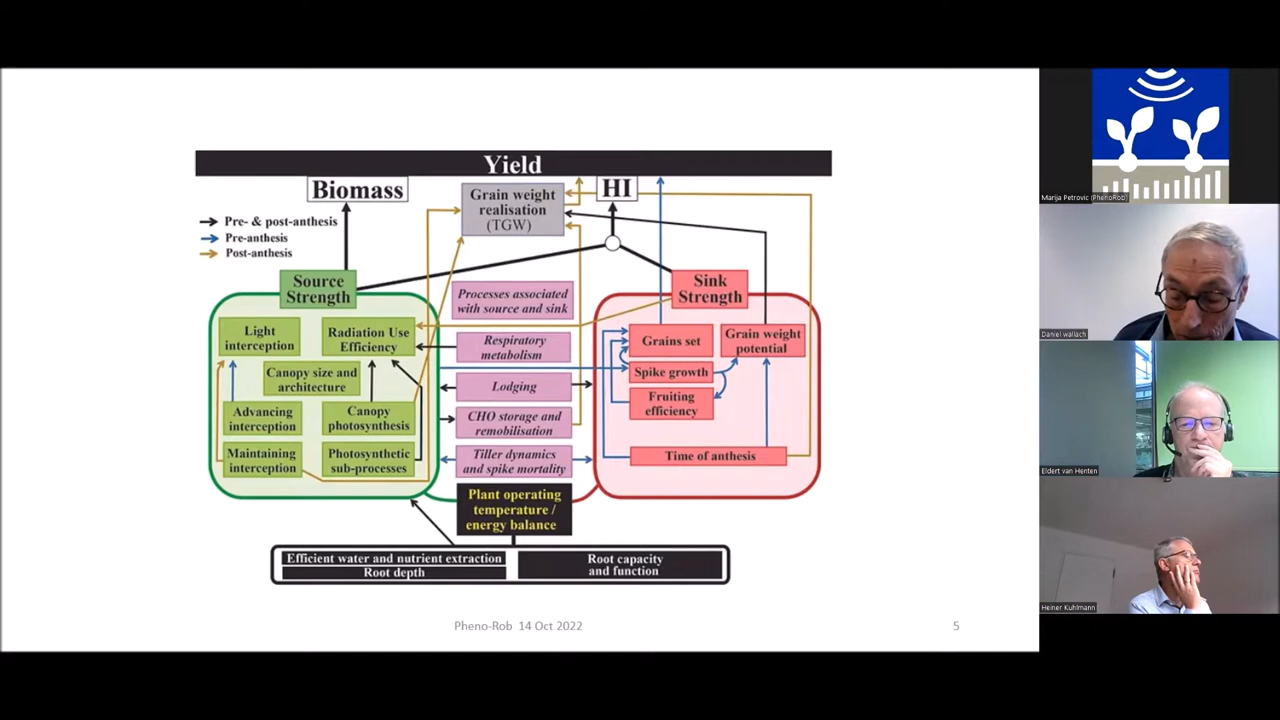 Yield
Biomass
Grain weight
realisation
(TGW)
HI
Pre- & post-anthesis
Pre-anthesis
Post-anthesis
Source
Strength
Sink
Strength
Processes associated
with source and sink
Light
interception
Radiation Use
Efficiency
Respiratory
metabolism
Grains set
Grain weight
potential
Canopy size and
architecture
Lodging
Spike growth
Fruiting
efficiency
Advancing
interception
Canopy
photosynthesis
CHO storage and
remobilisation
Maintaining
interception
Photosynthetic
sub-processes
Tiller dynamics
and spike mortality
Time of anthesis
Plant operating
temperature /
energy balance
Efficient water and nutrient extraction
Root depth
Root capacity
and function
Pheno-Rob 14 Oct 2022
5
Marija Petrovic (PhenoRob)
Daniel wallach
Eldert van Henten
Heiner Kuhlmann